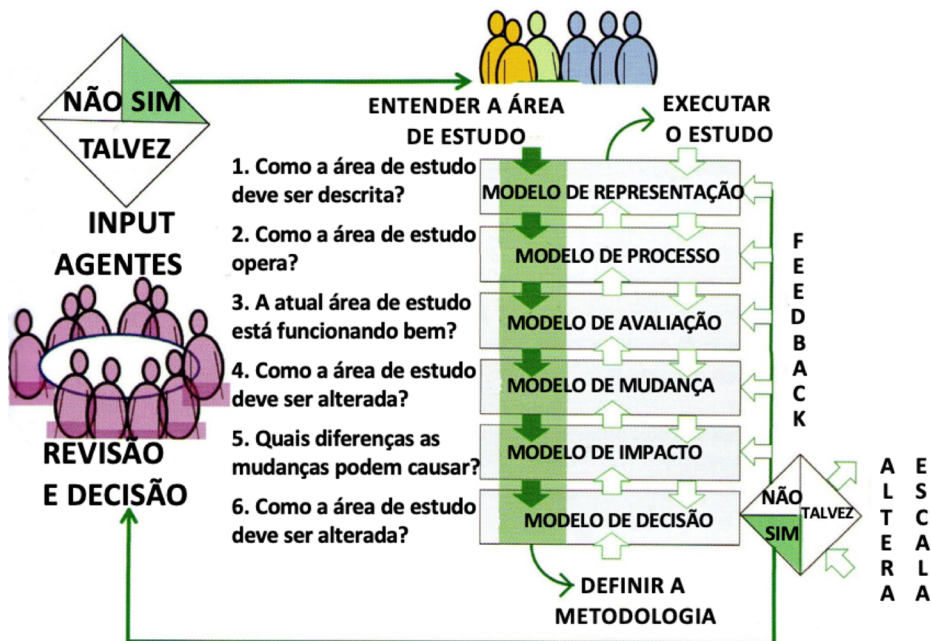 NÃO SIM
TALVEZ
INPUT
AGENTES
REVISÃO
E DECISÃO
ENTENDER A ÁREA
DE ESTUDO
EXECUTAR
O ESTUDO
1. Como a área de estudo
deve ser descrita?
MODELO DE REPRESENTAÇÃO
2. Como a área de estudo
opera?
MODELO DE PROCESSO
3. A atual área de estudo
está funcionando bem?
MODELO DE AVALIAÇÃO
4. Como a área de estudo
deve ser alterada?
MODELO DE MUDANÇA
5. Quais diferenças as
mudanças podem causar?
MODELO DE IMPACTO
6. Como a área de estudo
deve ser alterada?
MODELO DE DECISÃO
DEFINIR A
METODOLOGIA
FEEDBACK
NÃO
TALVEZ
SIM
ALTERA
ESCALA